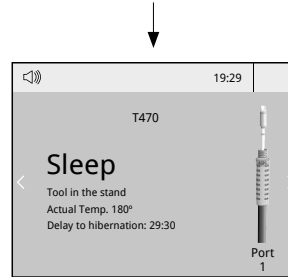 19:29
T470
Sleep
Tool in the stand
Actual Temp. 180º
Delay to hibernation: 29:30
Port
1